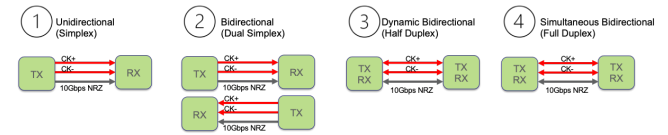 1 Unidirectional
(Simplex)
TX
CK+
CK-
10Gbps NRZ
RX
2 Bidirectional
(Dual Simplex)
TX
CK+
CK-
10Gbps NRZ
RX
RX
CK+
CK-
10Gbps NRZ
TX
3 Dynamic Bidirectional
(Half Duplex)
TX
RX
CK+
CK-
10Gbps NRZ
TX
RX
4 Simultaneous Bidirectional
(Full Duplex)
TX
RX
CK+
CK-
10Gbps NRZ
TX
RX